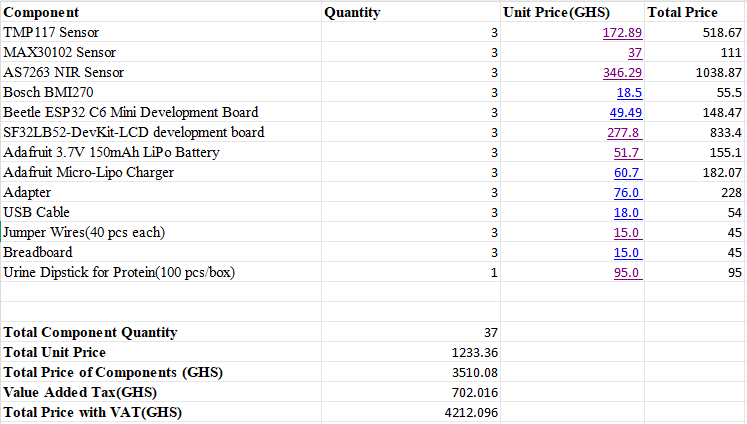 Component Quantity Unit Price(GHS) Total Price
TMP117 Sensor 3 172.89 518.67
MAX30102 Sensor 3 37 111
AS7263 NIR Sensor 3 346.29 1038.87
Bosch BMI270 3 18.5 55.5
Beetle ESP32 C6 Mini Development Board 3 49.49 148.47
SF32LB52-DevKit-LCD development board 3 277.8 833.4
Adafruit 3.7V 150mAh LiPo Battery 3 51.7 155.1
Adafruit Micro-Lipo Charger 3 60.7 182.07
Adapter 3 76.0 228
USB Cable 3 18.0 54
Jumper Wires(40 pcs each) 3 15.0 45
Breadboard 3 15.0 45
Urine Dipstick for Protein(100 pcs/box) 1 95.0 95
Total Component Quantity 37
Total Unit Price 1233.36
Total Price of Components (GHS) 3510.08
Value Added Tax(GHS) 702.016
Total Price with VAT(GHS) 4212.096